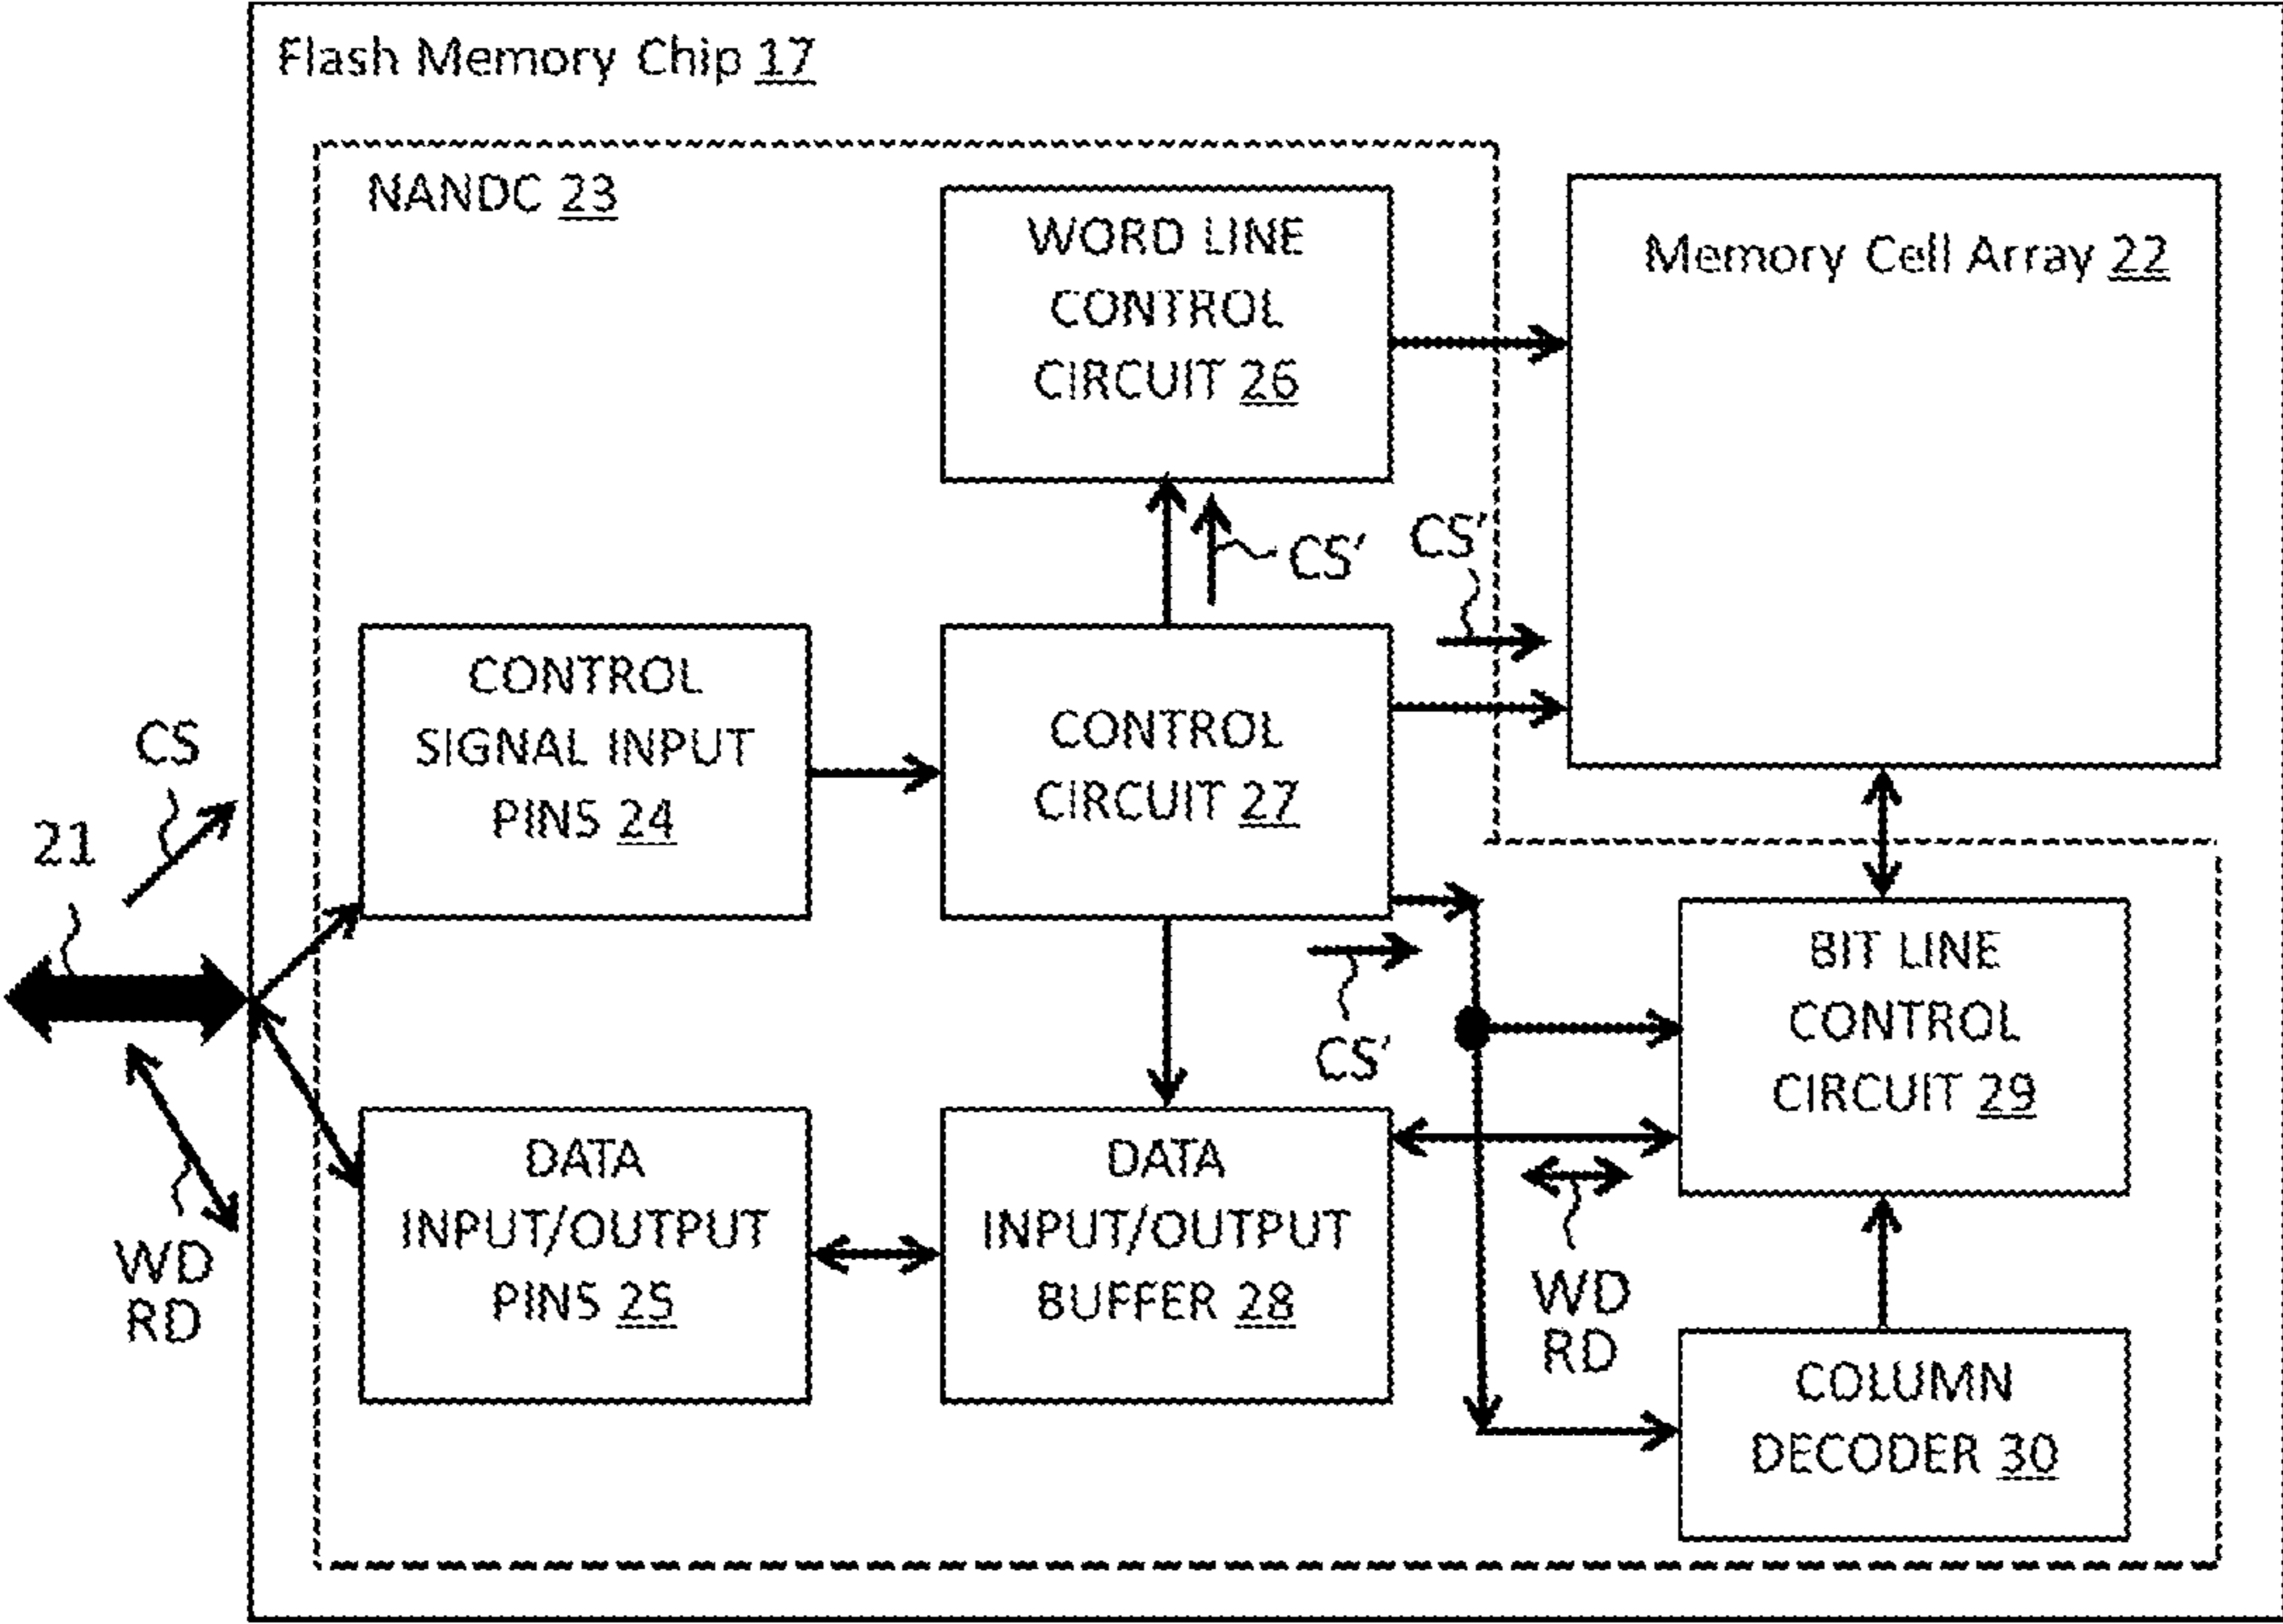 Flash Memory Chip 17
NANDC 23
WORD LINE
CONTROL
CIRCUIT 26
Memory Cell Array 22
CS'
CS'
CONTROL
SIGNAL INPUT
PINS 24
CONTROL
CIRCUIT 27
CS
21
BIT LINE
CONTROL
CIRCUIT 29
CS'
DATA
INPUT/OUTPUT
PINS 25
DATA
INPUT/OUTPUT
BUFFER 28
WD
RD
WD
RD
COLUMN
DECODER 30